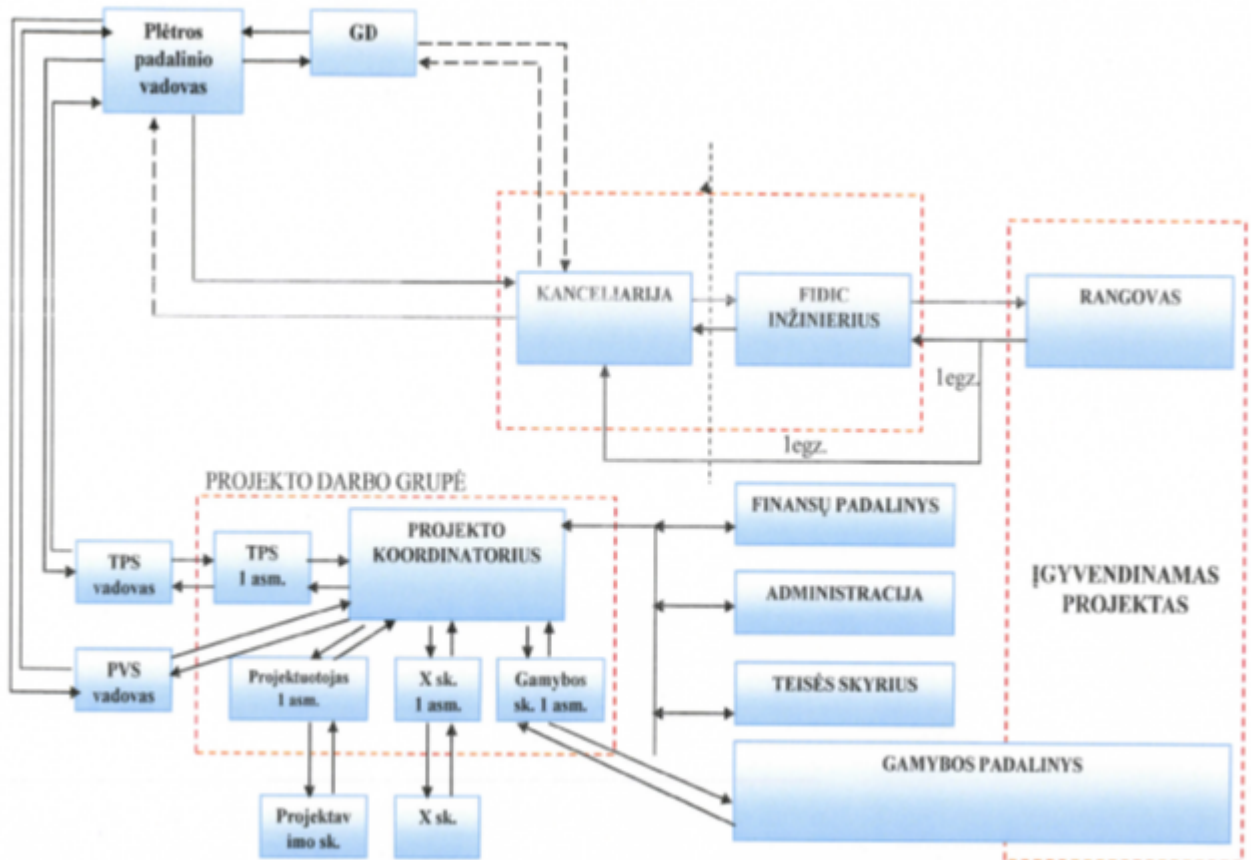 Plėtros
padalinio
vadovas
GD
KANCELIARIJA
FIDIC
INŽINIERIUS
RANGOVAS
1egz.
1egz.
PROJEKTO DARBO GRUPĖ
PROJEKTO
KOORDINATORIUS
FINANSŲ PADALINYS
TPS
vadovas
TPS
1 asm.
ADMINISTRACIJA
ĮGYVENDINAMAS
PROJEKTAS
PVS
vadovas
Projektuotojas
1 asm.
X sk.
1 asm.
Gamybos
sk. 1 asm.
TEISĖS SKYRIUS
GAMYBOS PADALINYS
Projektav
imo sk.
X sk.